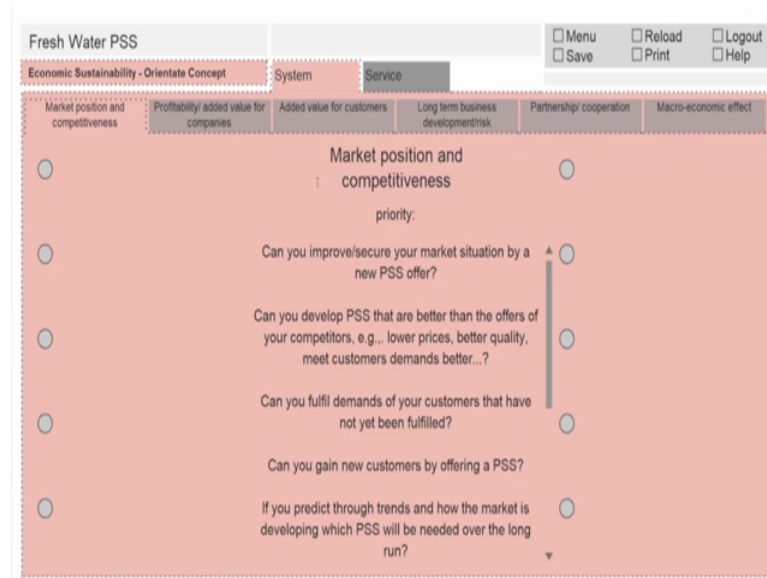 Fresh Water PSS
Menu Reload Logout
Save Print Help
Economic Sustainability - Orientate Concept
System
Service
Market position and
competitiveness
Profitability/ added value for
companies
Added value for customers
Long term business
development/risk
Partnership/ cooperation
Macro-economic effect
Market position and
competitiveness
priority:
Can you improve/secure your market situation by a
new PSS offer?
Can you develop PSS that are better than the offers of
your competitors, e.g.,. lower prices, better quality,
meet customers demands better...?
Can you fulfil demands of your customers that have
not yet been fulfilled?
Can you gain new customers by offering a PSS?
If you predict through trends and how the market is
developing which PSS will be needed over the long
run?